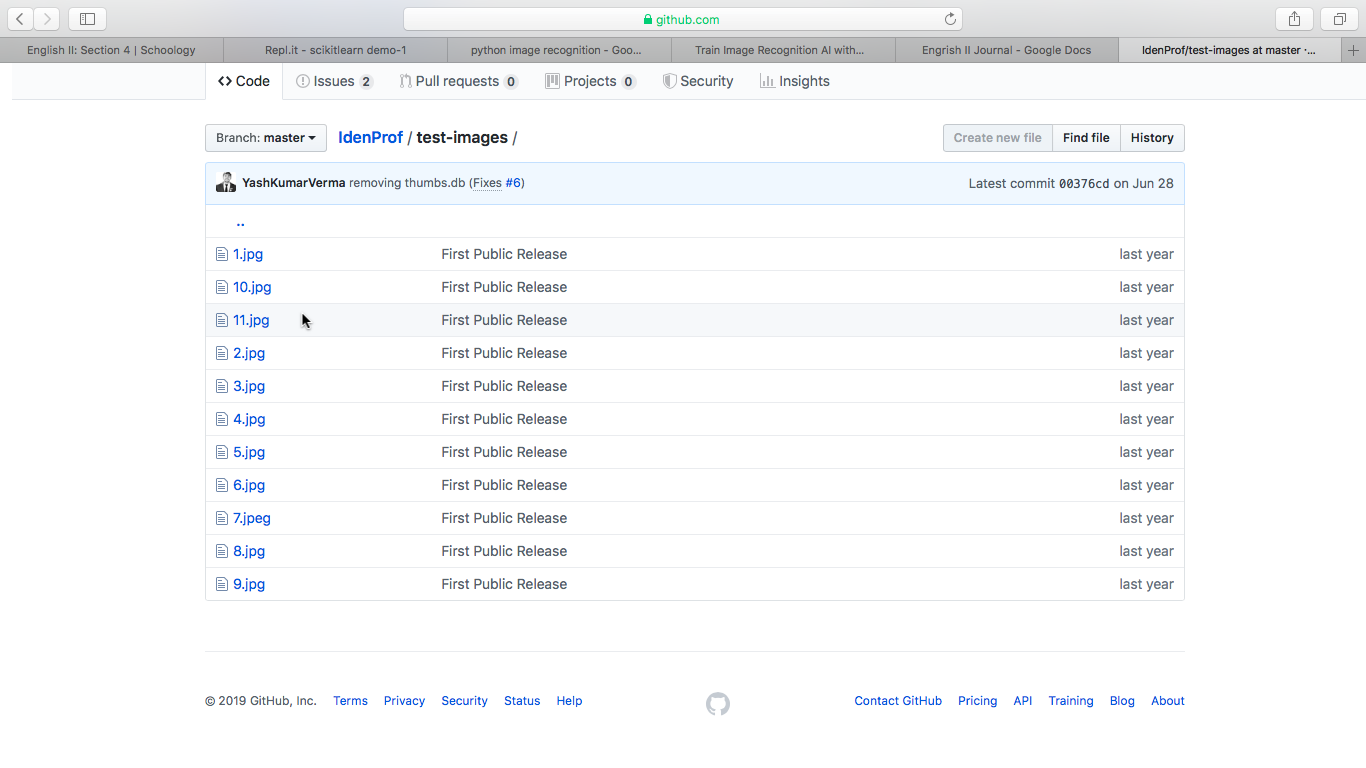 github.com
English II: Section 4 | Schoology
Repl.it - scikitlearn demo-1
python image recognition - Goo...
Train Image Recognition AI with...
Engrish II Journal - Google Docs
IdenProf/test-images at master ·...
Code
Issues 2
Pull requests 0
Projects 0
Security
Insights
Branch: master
IdenProf / test-images /
Create new file
Find file
History
YashKumarVerma removing thumbs.db (Fixes #6)
Latest commit 00376cd on Jun 28
..
1.jpg First Public Release last year
10.jpg First Public Release last year
11.jpg First Public Release last year
2.jpg First Public Release last year
3.jpg First Public Release last year
4.jpg First Public Release last year
5.jpg First Public Release last year
6.jpg First Public Release last year
7.jpeg First Public Release last year
8.jpg First Public Release last year
9.jpg First Public Release last year
© 2019 GitHub, Inc. Terms Privacy Security Status Help Contact GitHub Pricing API Training Blog About